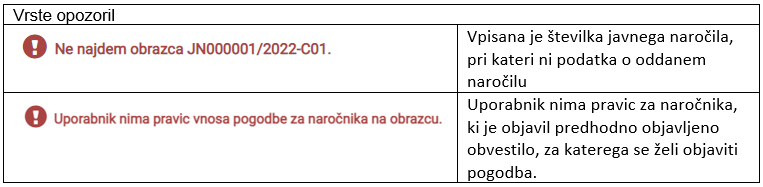 Vrste opozoril
Ne najdem obrazca JN000001/2022-C01.
Vpisana je številka javnega naročila,
pri kateri ni podatka o oddanem
naročilu
Uporabnik nima pravic vnosa pogodbe za naročnika na obrazcu.
Uporabnik nima pravic za naročnika,
ki je objavil predhodno objavljeno
obvestilo, za katerega se želi objaviti
pogodba.